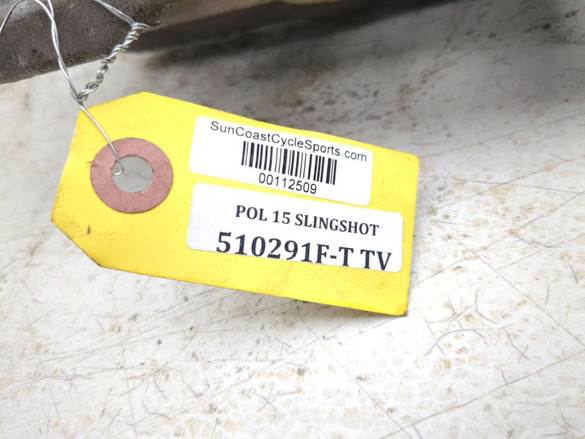 SunCoastCycleSports.com
00112509
POL 15 SLINGSHOT
510291F-T TV